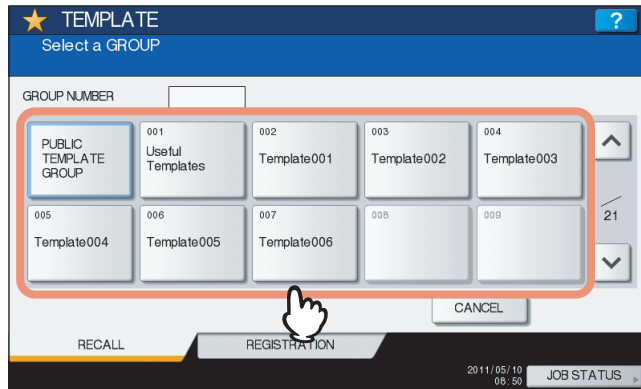 TEMPLATE
?
Select a GROUP
GROUP NUMBER
PUBLIC
TEMPLATE
GROUP
001
Useful
Templates
002
Template001
003
Template002
004
Template003
005
Template004
006
Template005
007
Template006
008
009
21
CANCEL
RECALL
REGISTRATION
2011/05/10
08:50
JOB STATUS